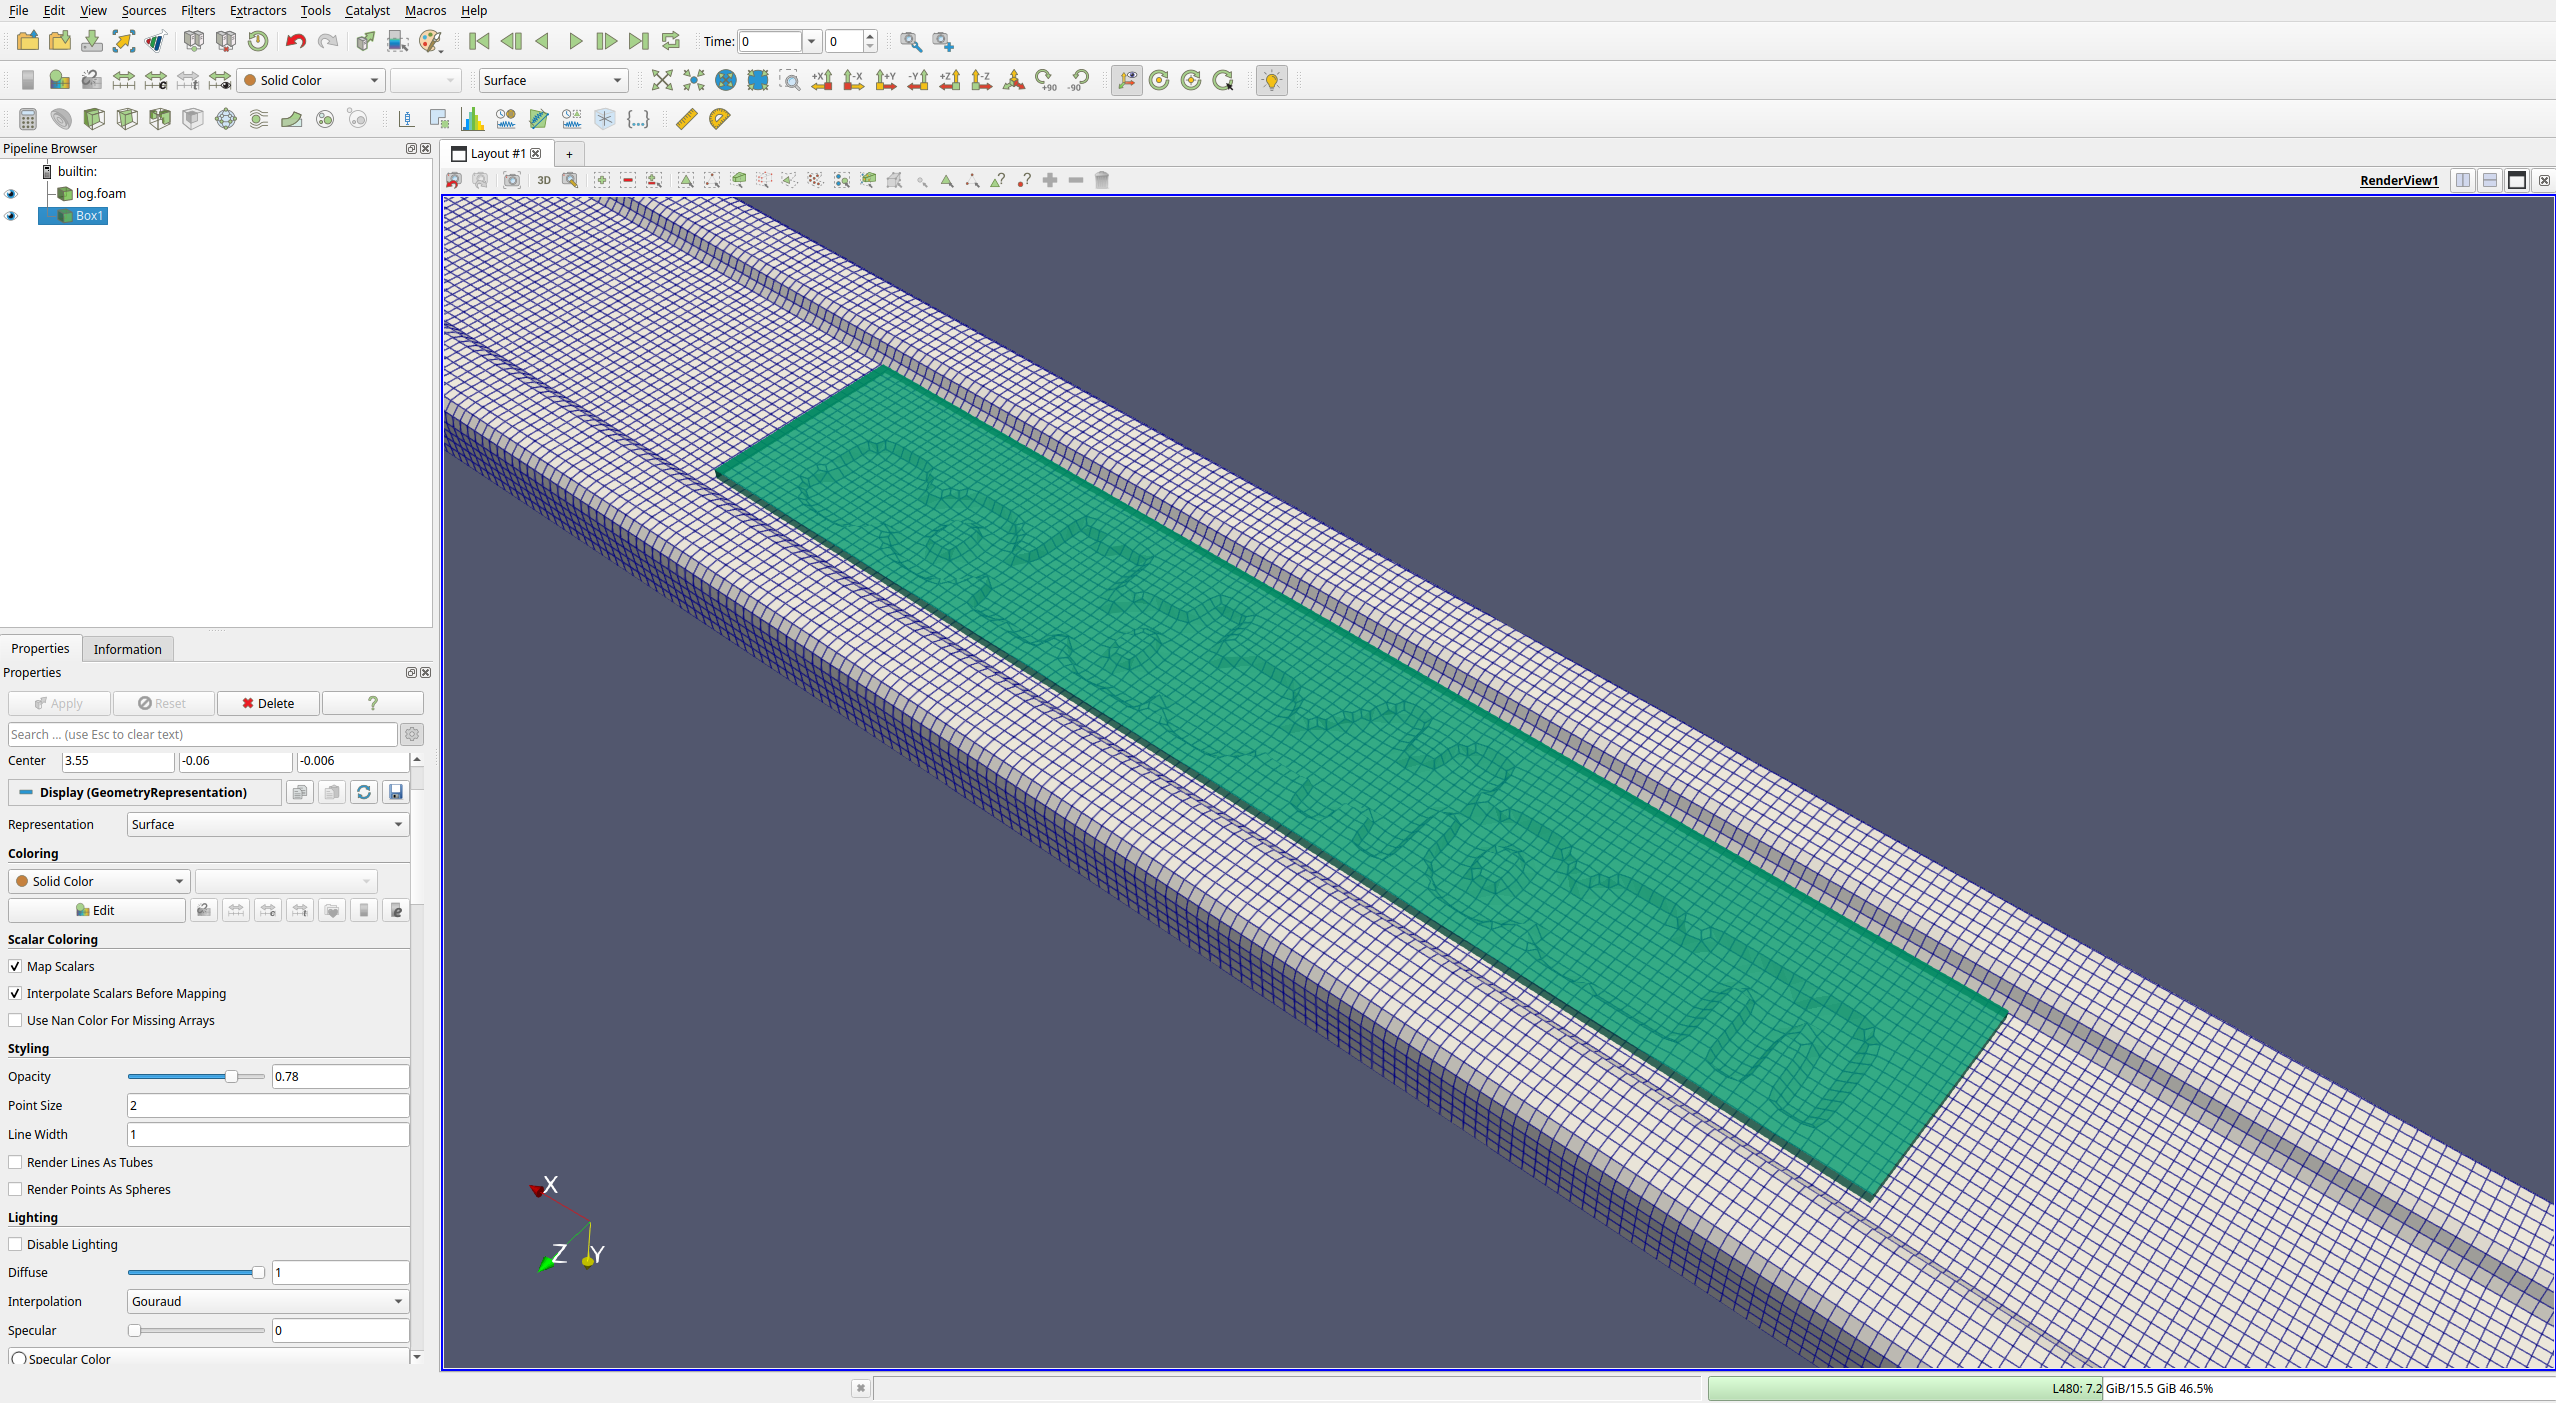 File Edit View Sources Filters Extractors Tools Catalyst Macros Help
Time: 0 0
Solid Color Surface +X -X +Y -Y +Z -Z +90 -90
Pipeline Browser
Layout #1 +
builtin:
3D
RenderView1
log.foam
Box1
Properties Information
Properties
Apply Reset Delete ?
Search ... (use Esc to clear text)
Center 3.55 -0.06 -0.006
Display (GeometryRepresentation)
Representation Surface
Coloring
Solid Color
Edit
Scalar Coloring
Map Scalars
Interpolate Scalars Before Mapping
Use Nan Color For Missing Arrays
Styling
Opacity 0.78
Point Size 2
Line Width 1
Render Lines As Tubes
Render Points As Spheres
Lighting
Disable Lighting
Diffuse 1
Interpolation Gouraud
Specular 0
Specular Color
X
Z Y
L480: 7.2 GiB/15.5 GiB 46.5%